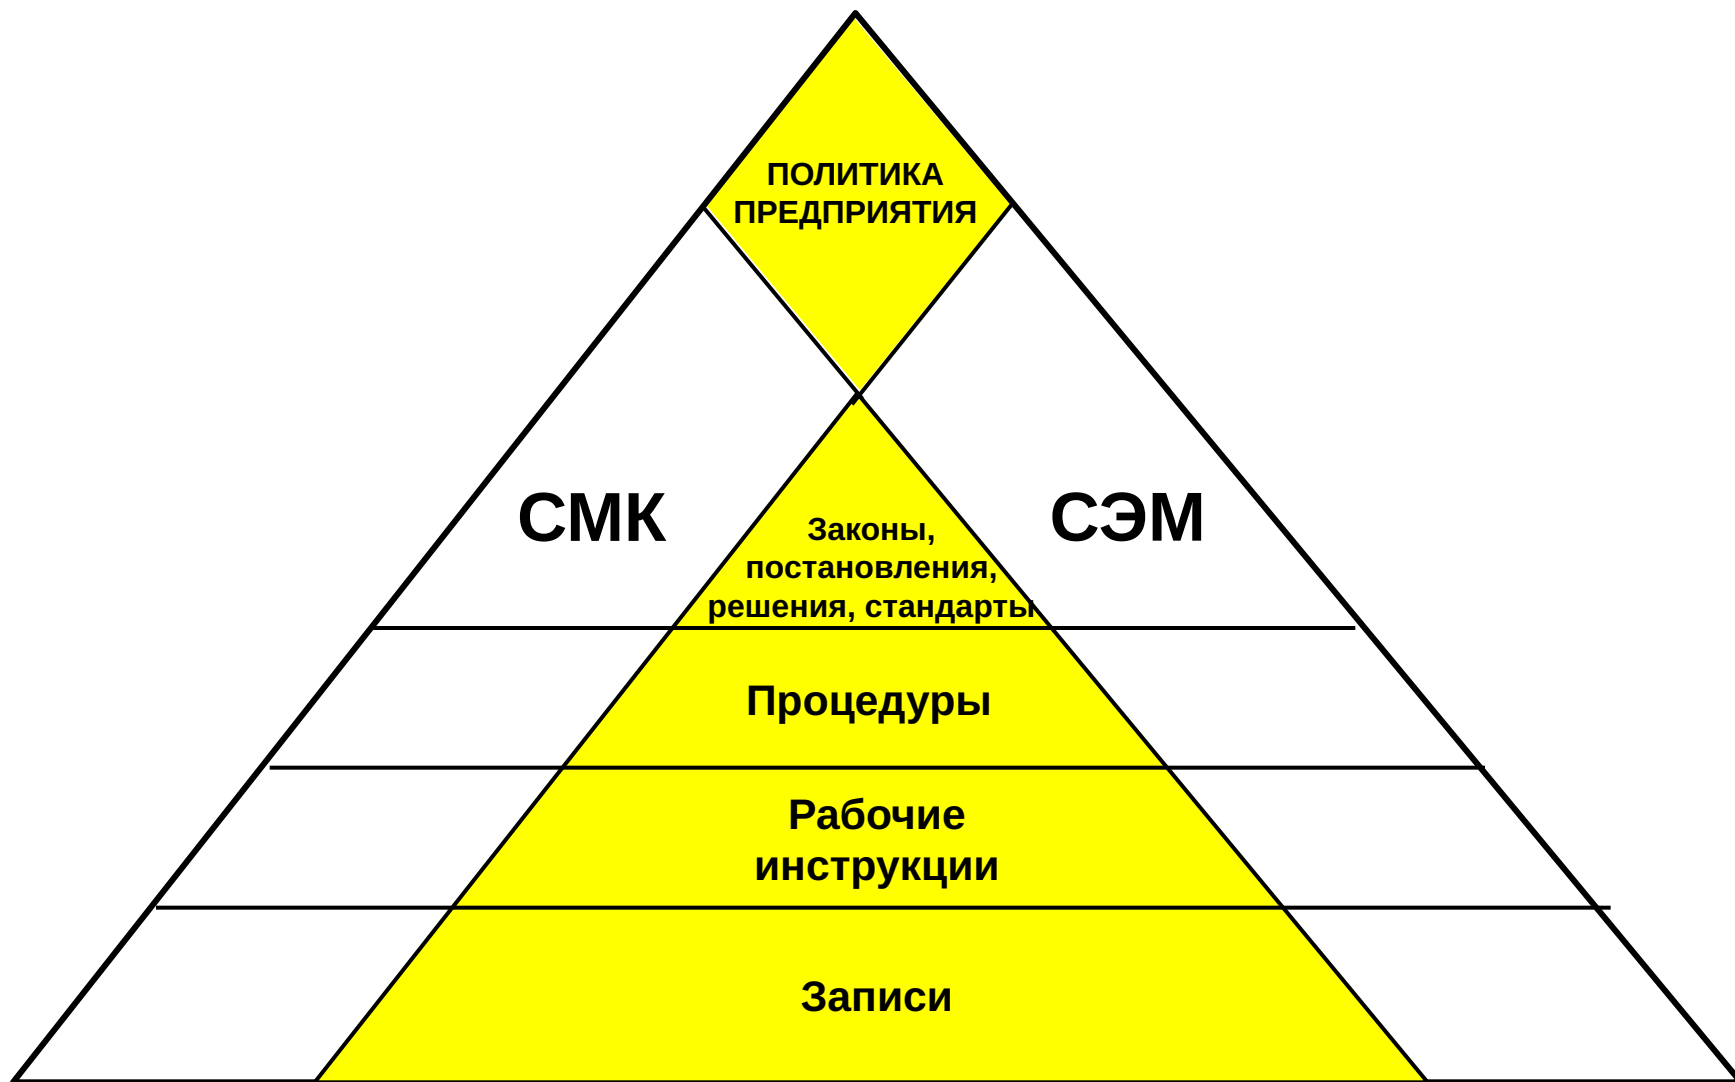 ПОЛИТИКА
ПРЕДПРИЯТИЯ
СМК
СЭМ
Законы,
постановления,
решения, стандарты
Процедуры
Рабочие
инструкции
Записи